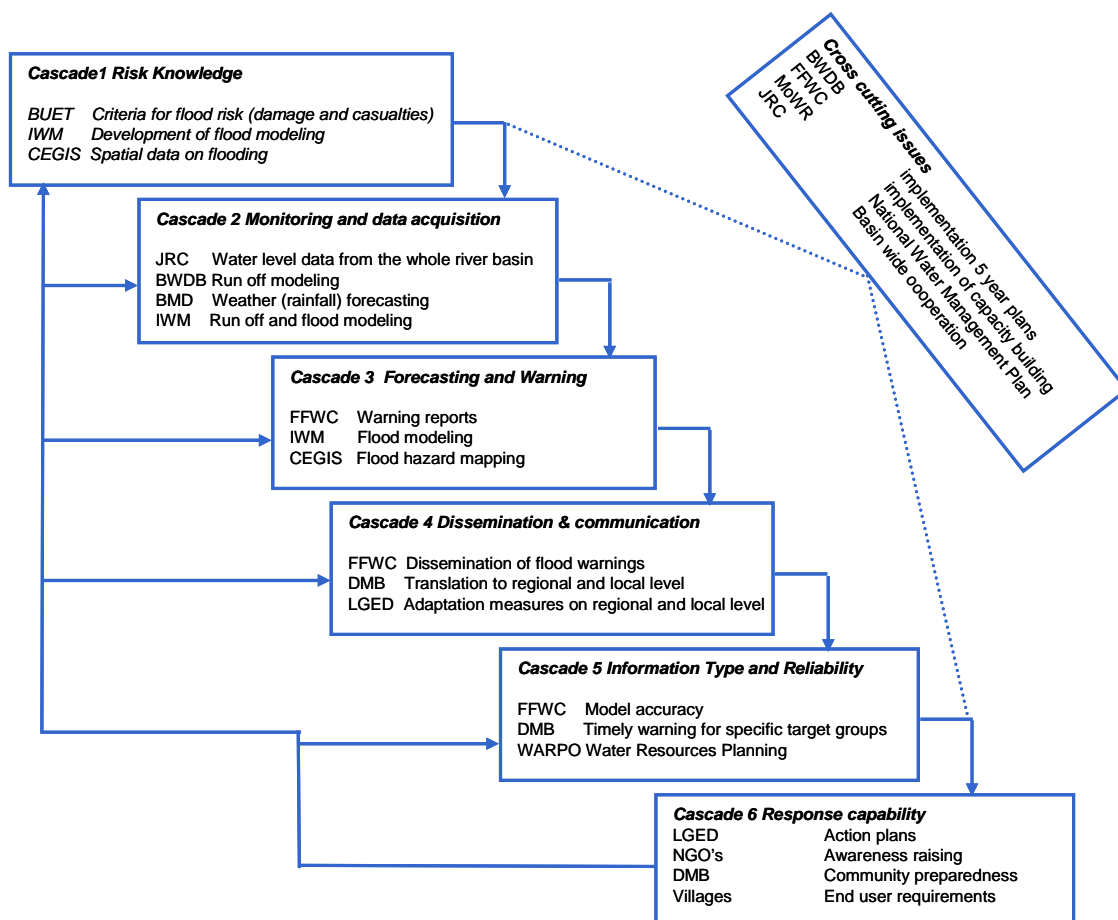 Cascade1 Risk Knowledge
BUET Criteria for flood risk (damage and casualties)
IWM Development of flood modeling
CEGIS Spatial data on flooding
Cross cutting issues
BWDB implementation 5 year plans
FFWC implementation of capacity building
MoWR National Water Management Plan
JRC Basin wide oooperation
Cascade 2 Monitoring and data acquisition
JRC Water level data from the whole river basin
BWDB Run off modeling
BMD Weather (rainfall) forecasting
IWM Run off and flood modeling
Cascade 3 Forecasting and Warning
FFWC Warning reports
IWM Flood modeling
CEGIS Flood hazard mapping
Cascade 4 Dissemination & communication
FFWC Dissemination of flood warnings
DMB Translation to regional and local level
LGED Adaptation measures on regional and local level
Cascade 5 Information Type and Reliability
FFWC Model accuracy
DMB Timely warning for specific target groups
WARPO Water Resources Planning
Cascade 6 Response capability
LGED Action plans
NGO's Awareness raising
DMB Community preparedness
Villages End user requirements